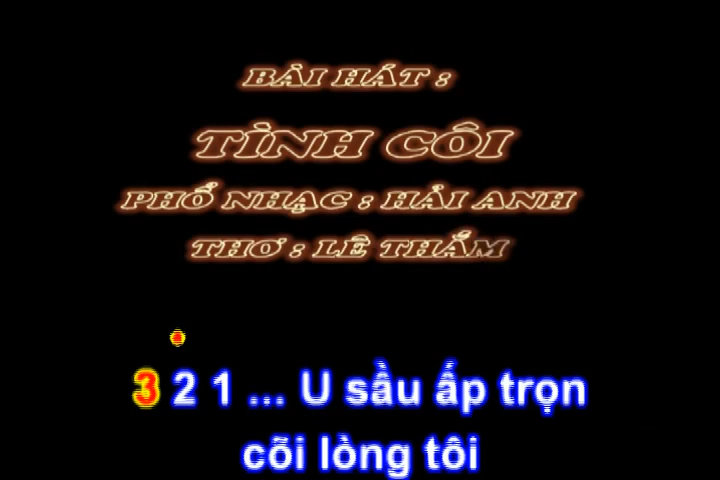 BÀI HÁT :
TÌNH CÔI
PHỔ NHẠC : HẢI ANH
THƠ : LÊ THẮM
3 2 1 ... U sầu ấp trọn
cõi lòng tôi